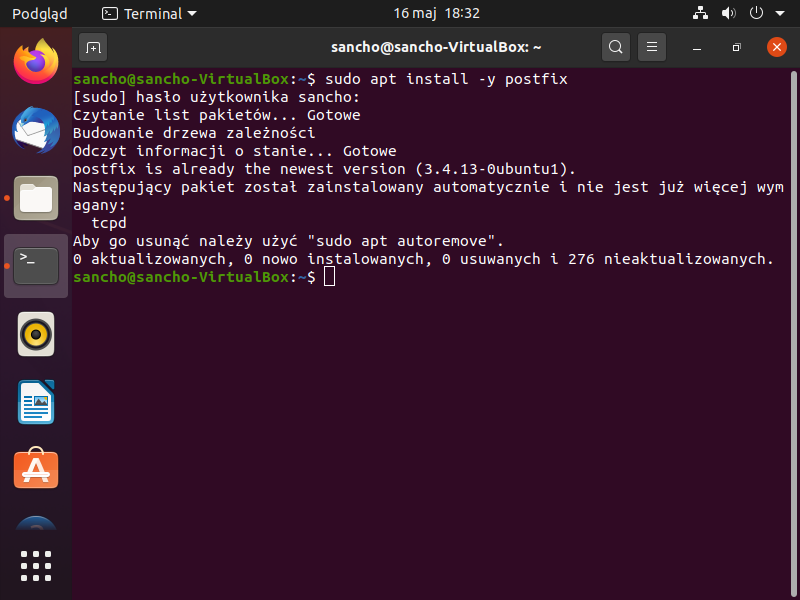 Podgląd
Terminal
16 maj 18:32
sancho@sancho-VirtualBox: ~
sancho@sancho-VirtualBox:~$ sudo apt install -y postfix
[sudo] hasło użytkownika sancho:
Czytanie list pakietów... Gotowe
Budowanie drzewa zależności
Odczyt informacji o stanie... Gotowe
postfix is already the newest version (3.4.13-0ubuntu1).
Następujący pakiet został zainstalowany automatycznie i nie jest już więcej wym
agany:
  tcpd
Aby go usunąć należy użyć "sudo apt autoremove".
0 aktualizowanych, 0 nowo instalowanych, 0 usuwanych i 276 nieaktualizowanych.
sancho@sancho-VirtualBox:~$